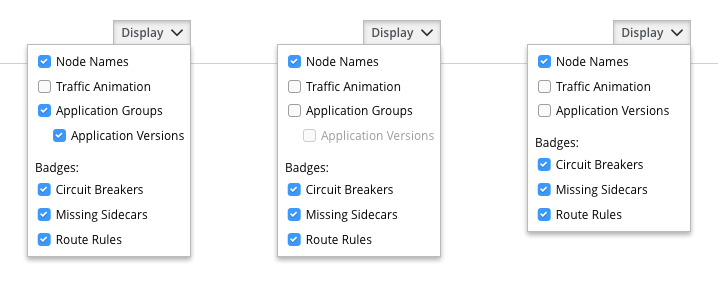 Display
Node Names
Traffic Animation
Application Groups
Application Versions
Badges:
Circuit Breakers
Missing Sidecars
Route Rules
Display
Node Names
Traffic Animation
Application Groups
Application Versions
Badges:
Circuit Breakers
Missing Sidecars
Route Rules
Display
Node Names
Traffic Animation
Application Versions
Badges:
Circuit Breakers
Missing Sidecars
Route Rules